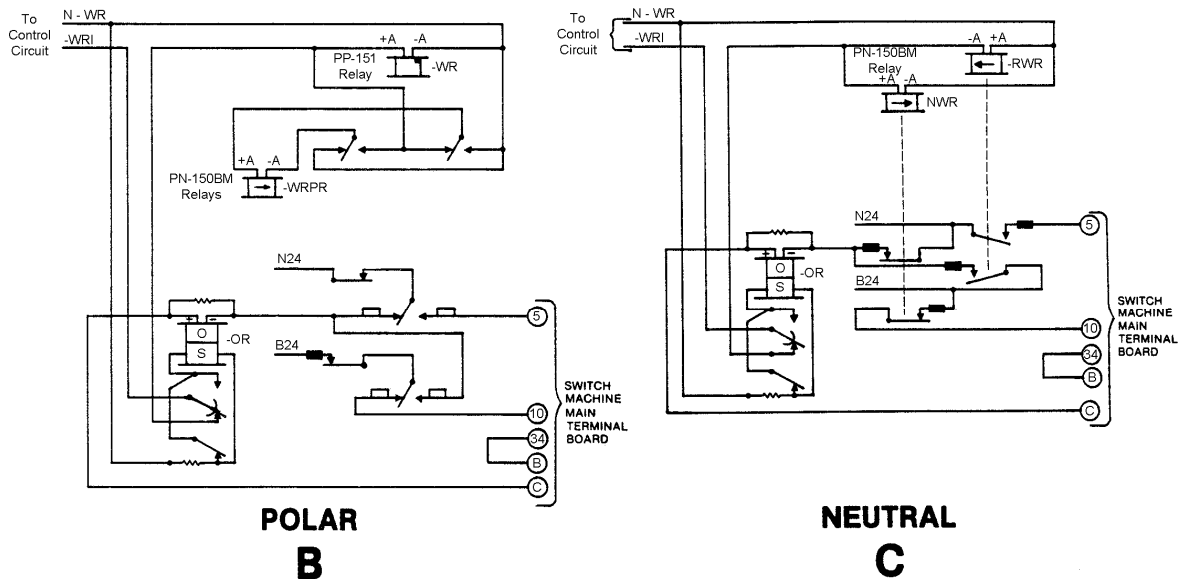 To
Control
Circuit
N - WR
-WRI
+A
-A
PP-151
Relay
-WR
+A
-A
PN-150BM
Relays
-WRPR
N24
+
-
O
S
-OR
B24
5
10
34
B
C
SWITCH
MACHINE
MAIN
TERMINAL
BOARD
POLAR
B
To
Control
Circuit
N - WR
-WRI
-A
+A
PN-150BM
Relay
-RWR
+A
-A
NWR
N24
+
-
O
S
-OR
B24
5
10
34
B
C
SWITCH
MACHINE
MAIN
TERMINAL
BOARD
NEUTRAL
C